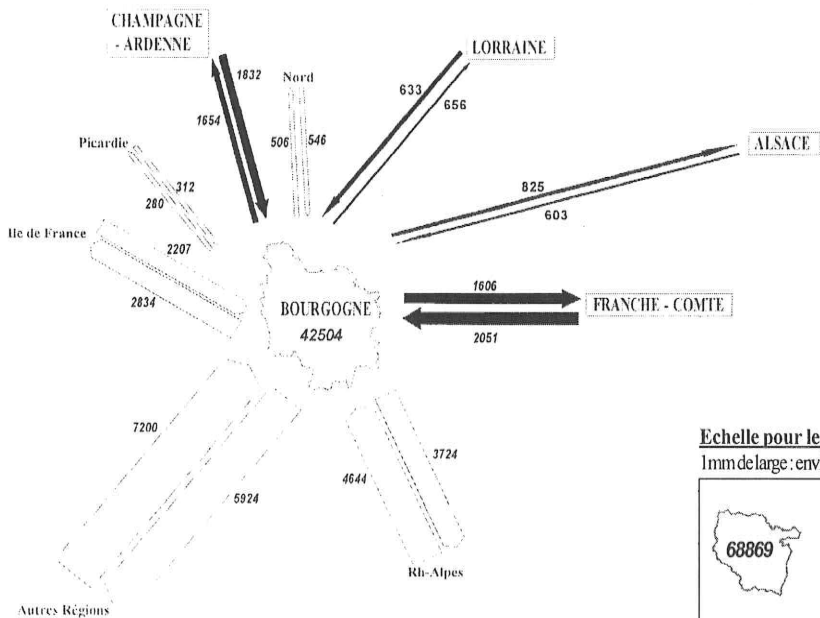 CHAMPAGNE
- ARDENNE
LORRAINE
1832
Nord
633
656
1654
506
546
Picardie
ALSACE
312
280
825
603
Ile de France
2207
2834
BOURGOGNE
42504
1606
FRANCHE - COMTE
2051
7200
5924
4644
3724
Rh-Alpes
Autres Régions
Echelle pour le
1mm de large : env
68869